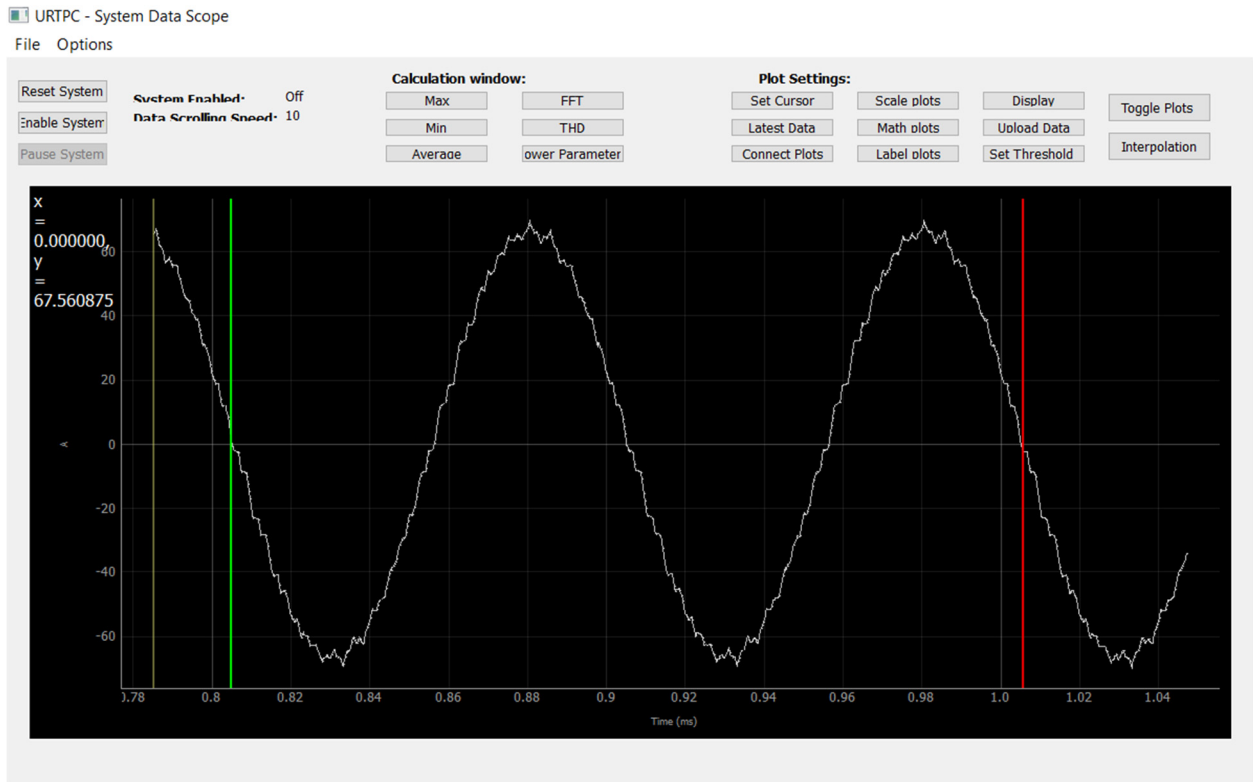 URTPC - System Data Scope
File Options
Calculation window: Plot Settings:
Reset System System Enabled: Off Max FFT Set Cursor Scale plots Display Toggle Plots
Enable System Data Scrolling Speed: 10 Min THD Latest Data Math plots Upload Data Interpolation
Pause System Average ower Parameter Connect Plots Label plots Set Threshold
x
=
0.000000,
y
=
67.560875
60
40
20
0
-20
-40
-60
A
0.78 0.8 0.82 0.84 0.86 0.88 0.9 0.92 0.94 0.96 0.98 1.0 1.02 1.04
Time (ms)